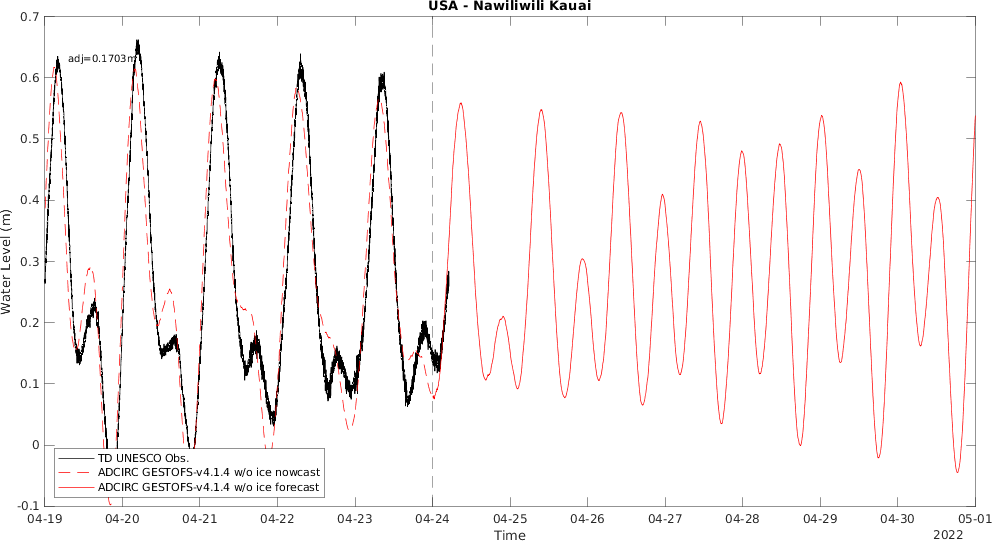 USA - Nawiliwili Kauai
0.7
adj=0.1703m
0.6
0.5
0.4
0.3
0.2
0.1
0
-0.1
Water Level (m)
TD UNESCO Obs.
ADCIRC GESTOFS-v4.1.4 w/o ice nowcast
ADCIRC GESTOFS-v4.1.4 w/o ice forecast
04-19 04-20 04-21 04-22 04-23 04-24 04-25 04-26 04-27 04-28 04-29 04-30 05-01
Time
2022